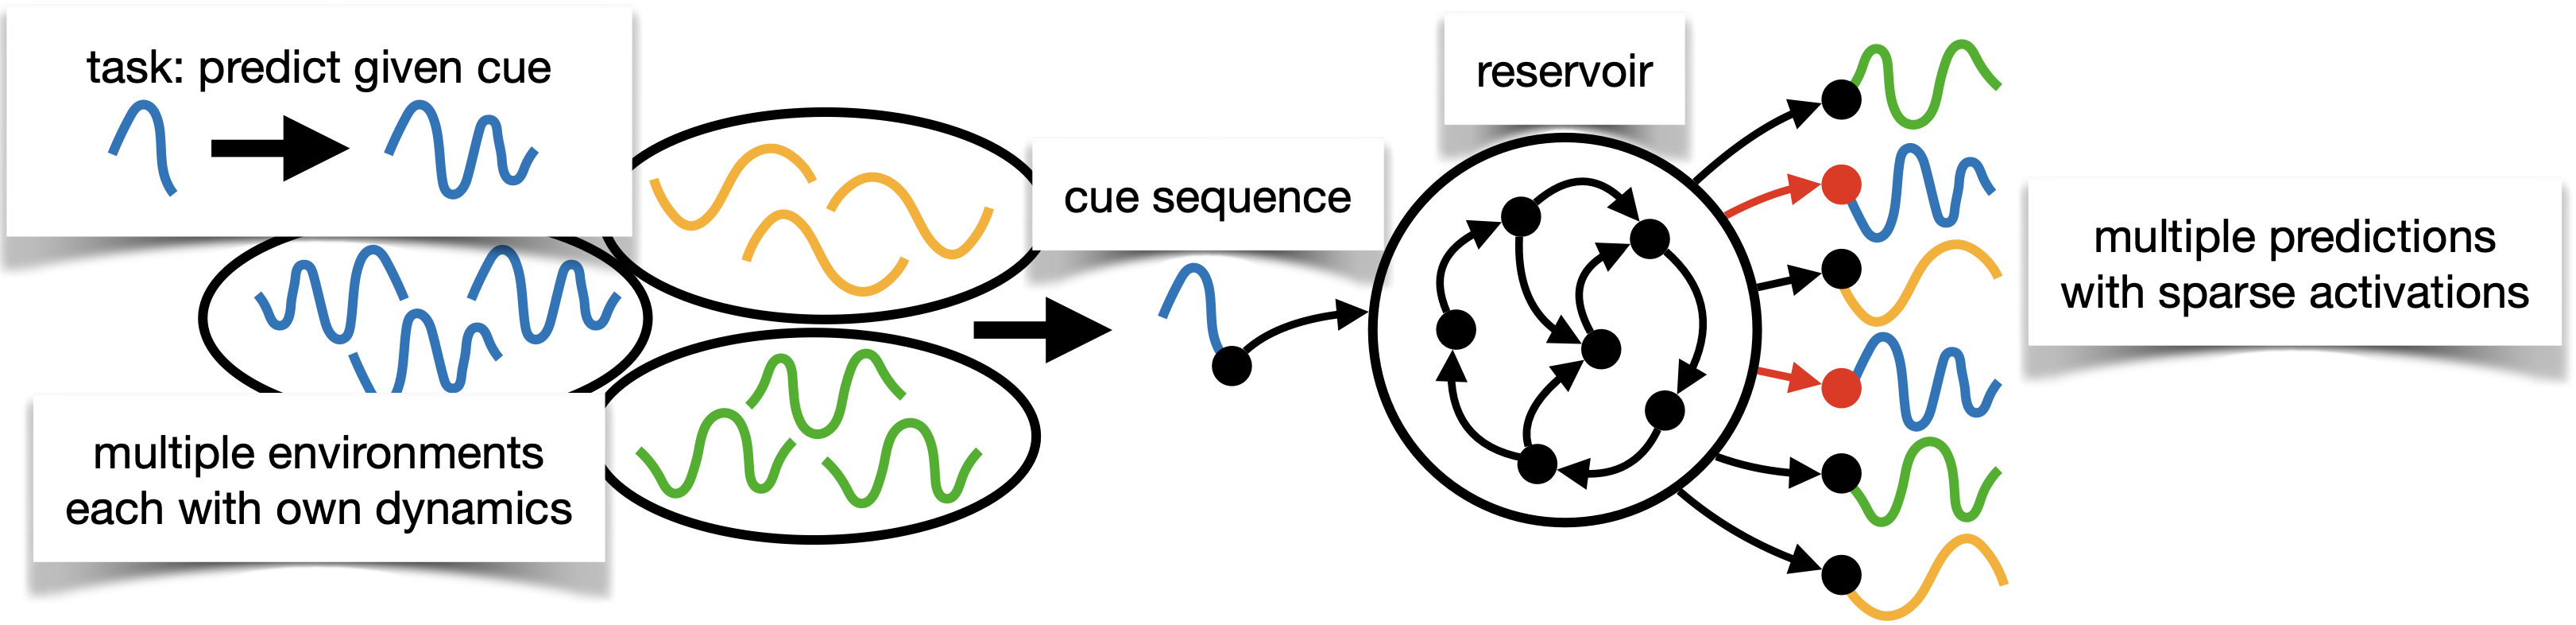 task: predict given cue
multiple environments
each with own dynamics
cue sequence
reservoir
multiple predictions
with sparse activations